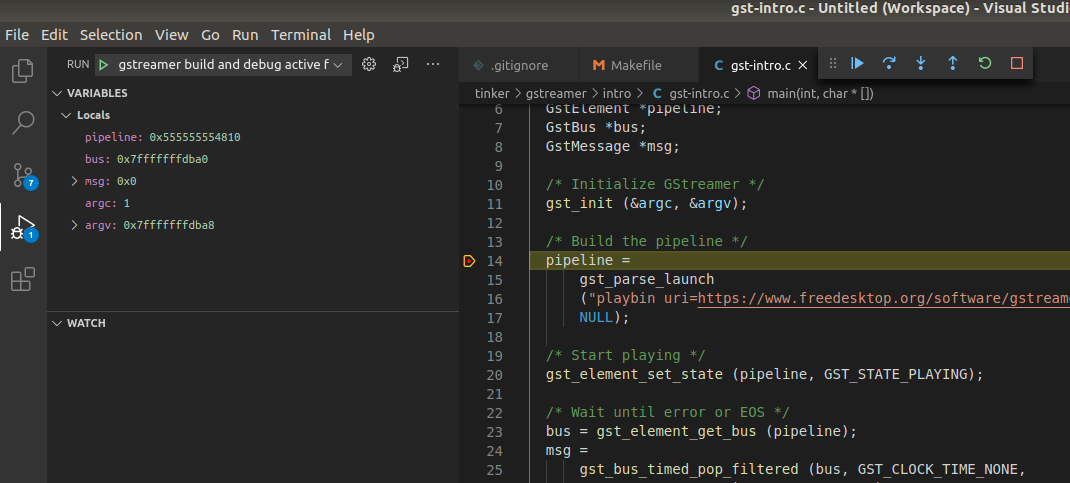 gst-intro.c - Untitled (Workspace) - Visual Studi
File Edit Selection View Go Run Terminal Help
RUN gstreamer build and debug active f
VARIABLES
Locals
pipeline: 0x555555554810
bus: 0x7fffffffdba0
msg: 0x0
argc: 1
argv: 0x7fffffffdba8
WATCH
7
1
.gitignore Makefile gst-intro.c
tinker > gstreamer > intro > gst-intro.c > main(int, char * [])
6 GstElement *pipeline;
7 GstBus *bus;
8 GstMessage *msg;
9
10 /* Initialize GStreamer */
11 gst_init (&argc, &argv);
12
13 /* Build the pipeline */
14 pipeline =
15 gst_parse_launch
16 ("playbin uri=https://www.freedesktop.org/software/gstream
17 NULL);
18
19 /* Start playing */
20 gst_element_set_state (pipeline, GST_STATE_PLAYING);
21
22 /* Wait until error or EOS */
23 bus = gst_element_get_bus (pipeline);
24 msg =
25 gst_bus_timed_pop_filtered (bus, GST_CLOCK_TIME_NONE,